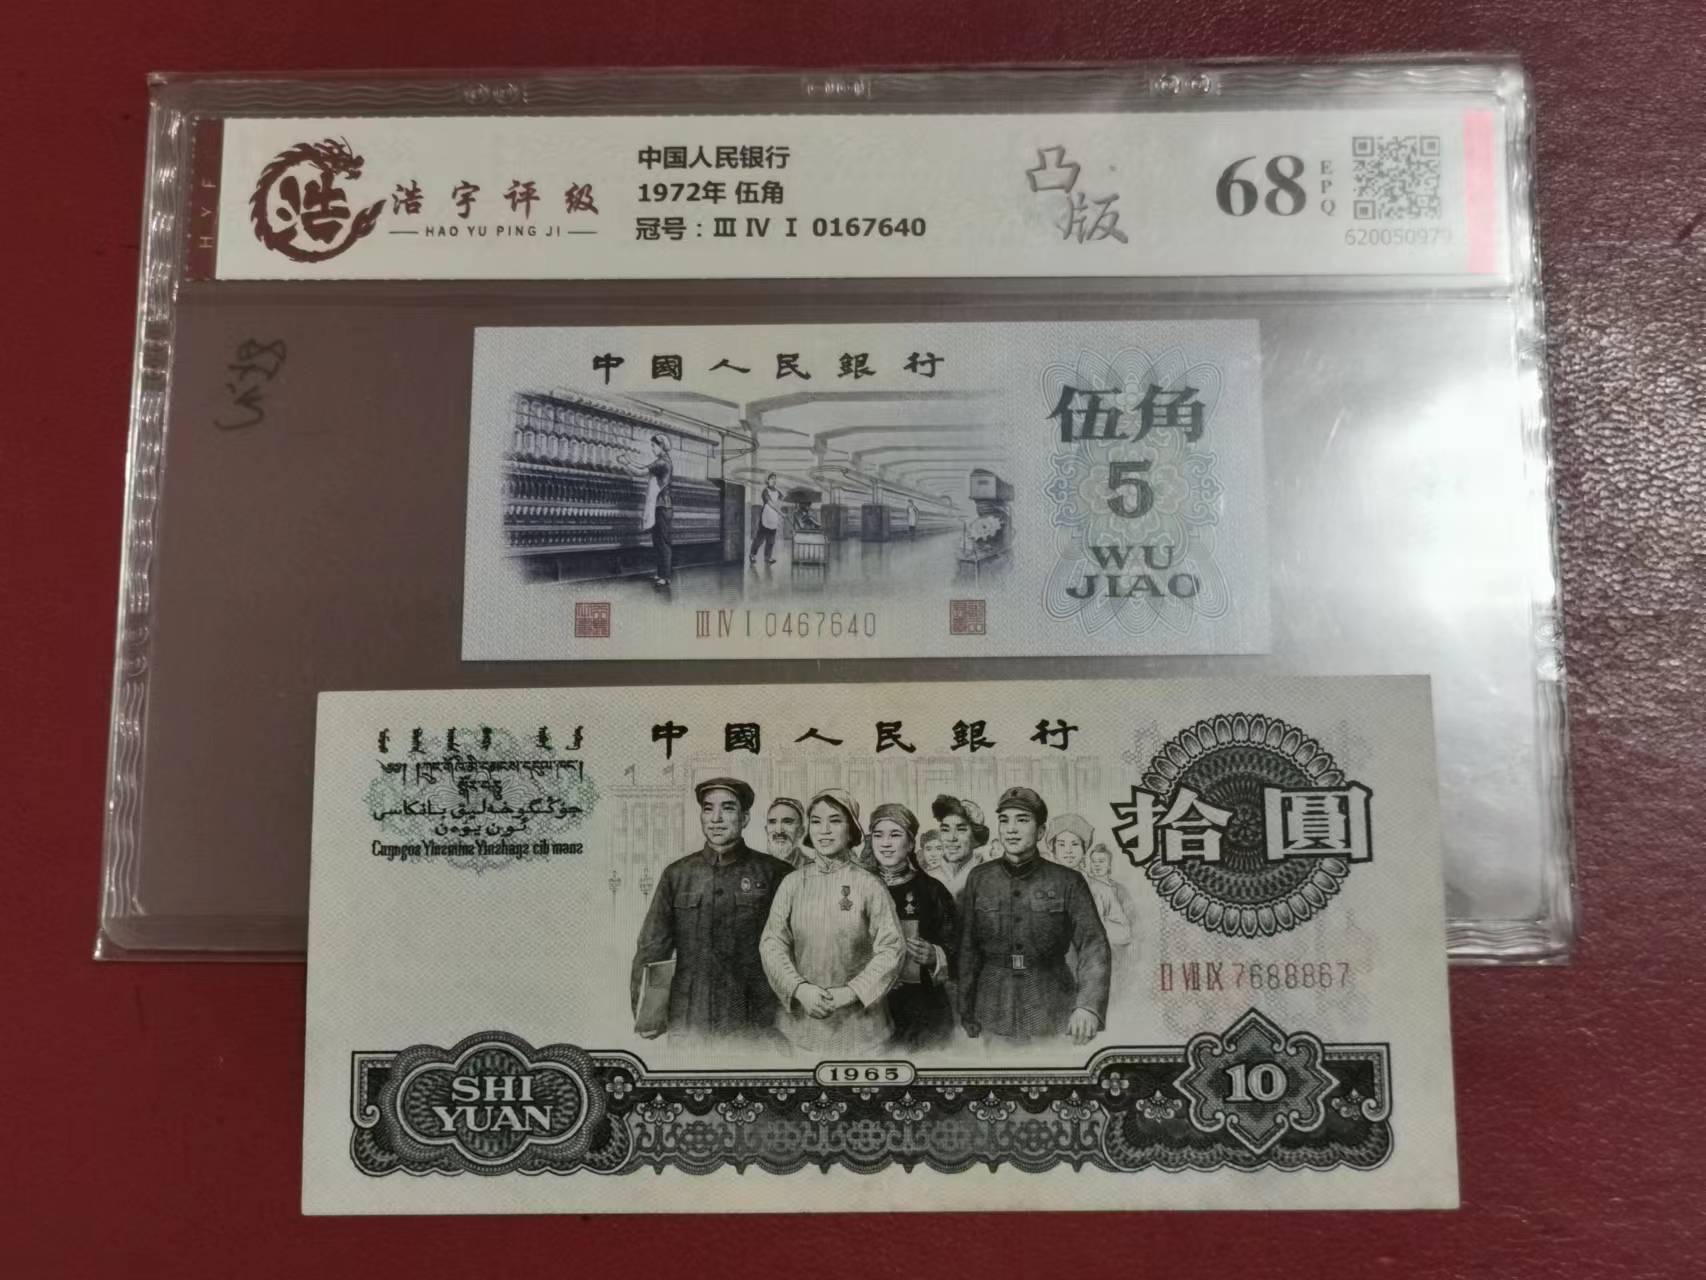 HYF
浩
浩宇评级
HAO YU PING JI
中国人民银行
1972年 伍角
冠号：Ⅲ Ⅳ Ⅰ 0167640
凸版
68
EPQ
620050979
中國人民銀行
伍角
5
WU
JIAO
Ⅲ Ⅳ Ⅰ 0467640
中國人民銀行
拾圓
Ⅱ Ⅷ Ⅸ 7688867
1965
SHI
YUAN
10